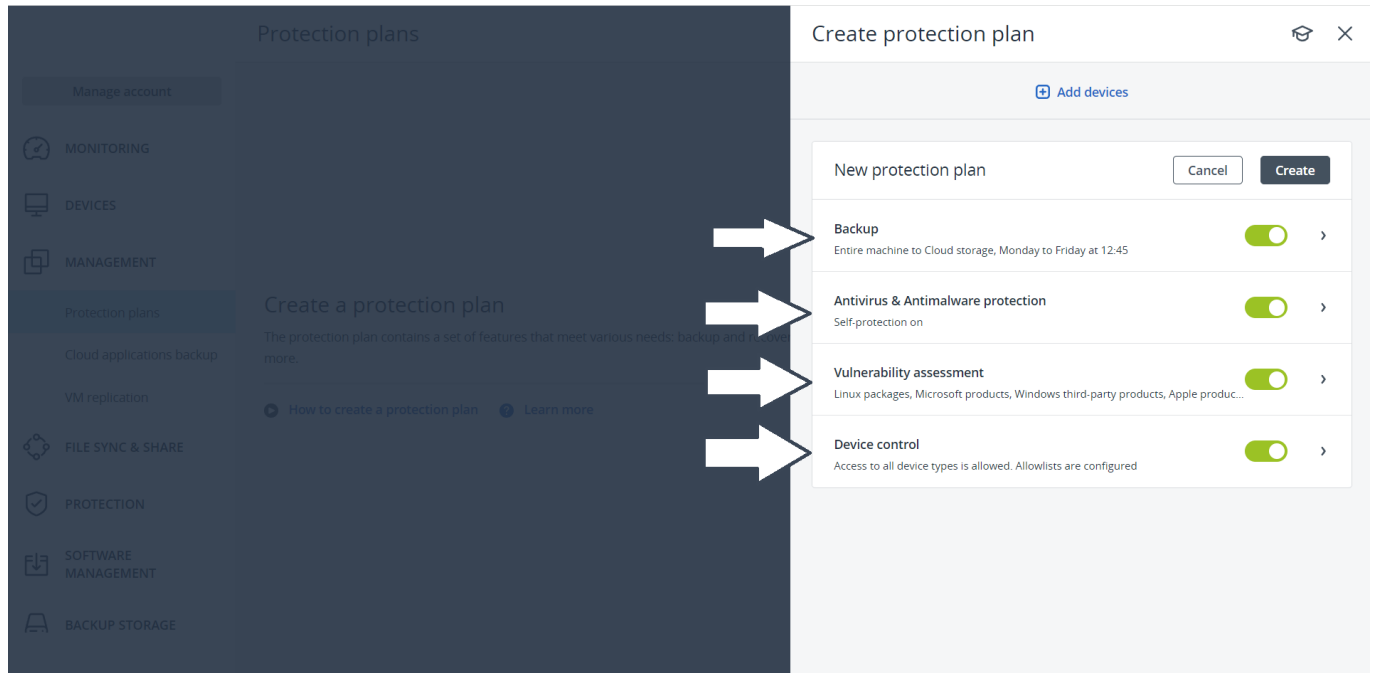 Protection plans
Manage account
MONITORING
DEVICES
MANAGEMENT
Protection plans
Cloud applications backup
VM replication
FILE SYNC & SHARE
PROTECTION
SOFTWARE
MANAGEMENT
BACKUP STORAGE
Create a protection plan
The protection plan contains a set of features that meet various needs: backup and
more.
How to create a protection plan
Learn more
Create protection plan
Add devices
New protection plan
Cancel
Create
Backup
Entire machine to Cloud storage, Monday to Friday at 12:45
Antivirus & Antimalware protection
Self-protection on
Vulnerability assessment
Linux packages, Microsoft products, Windows third-party products, Apple produc...
Device control
Access to all device types is allowed. Allowlists are configured